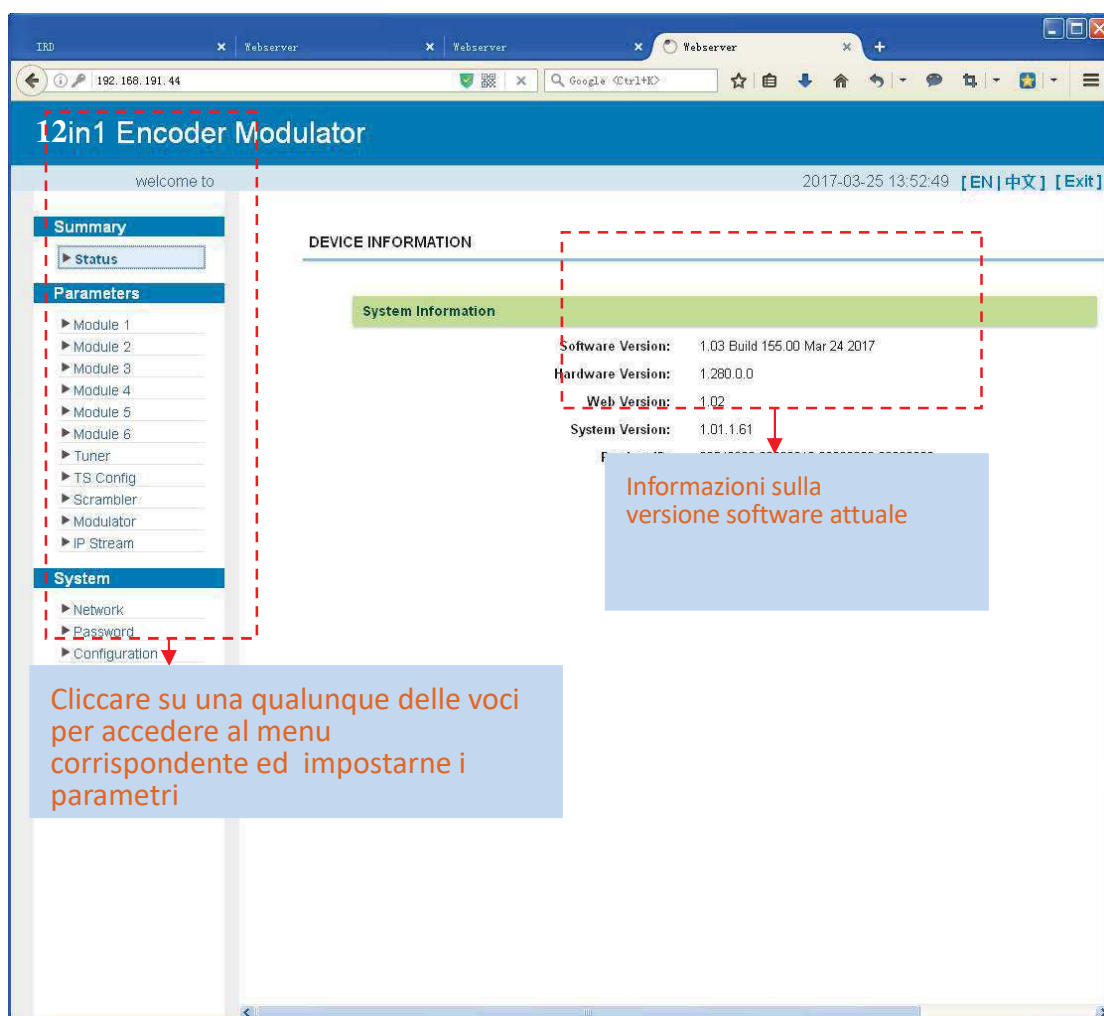 IRD
Webserver
Webserver
Webserver
192.168.191.44
Google <Ctrl+K>
12in1 Encoder Modulator
welcome to
2017-03-25 13:52:49 [EN|中文] [Exit]
Summary
Status
Parameters
Module 1
Module 2
Module 3
Module 4
Module 5
Module 6
Tuner
TS Config
Scrambler
Modulator
IP Stream
System
Network
Password
Configuration
DEVICE INFORMATION
System Information
Software Version: 1.03 Build 155.00 Mar 24 2017
Hardware Version: 1.280.0.0
Web Version: 1.02
System Version: 1.01.1.61
Informazioni sulla
versione software attuale
Cliccare su una qualunque delle voci
per accedere al menu
corrispondente ed impostarne i
parametri